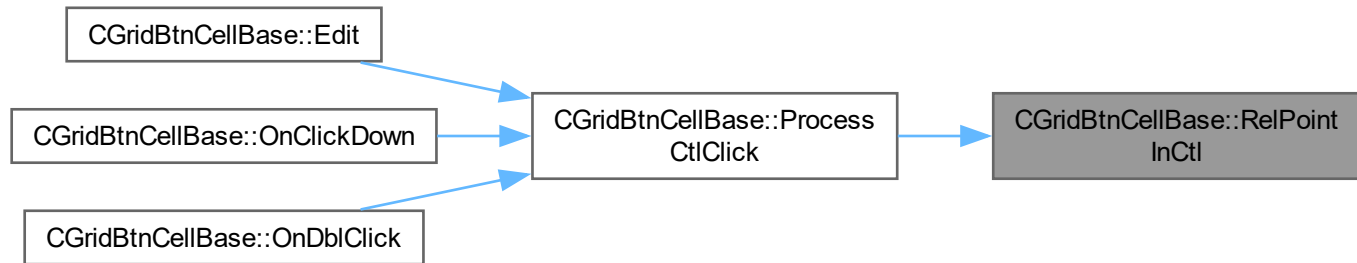 CGridBtnCellBase::Edit
CGridBtnCellBase::OnClickDown
CGridBtnCellBase::OnDblClick
CGridBtnCellBase::Process
CtlClick
CGridBtnCellBase::RelPoint
InCtl